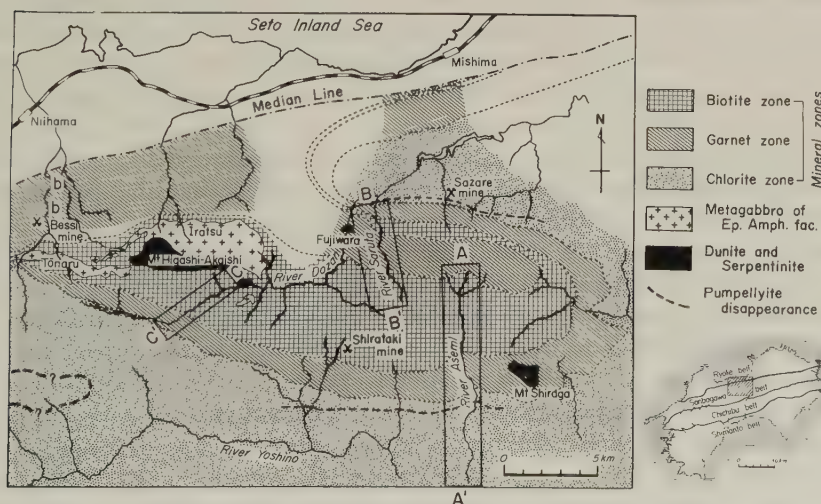 Seto Inland Sea
Mishima
Median Line
Niihama
N
b
b
Bessi mine
Tonaru
Iratsu
Mt Higashi-Akaishi
C
C'
River Dozan
Fujiwara
B
River Sorato
B'
Sazare mine
A
River Asemi
A'
Shirataki mine
Mt Shiraga
River Yoshino
0 5 km
Biotite zone
Garnet zone
Chlorite zone
Mineral zones
Metagabbro of Ep. Amph. fac.
Dunite and Serpentinite
Pumpellyite disappearance
Ryoke belt
Sanbagawa belt
Chichibu belt
Shimanto belt